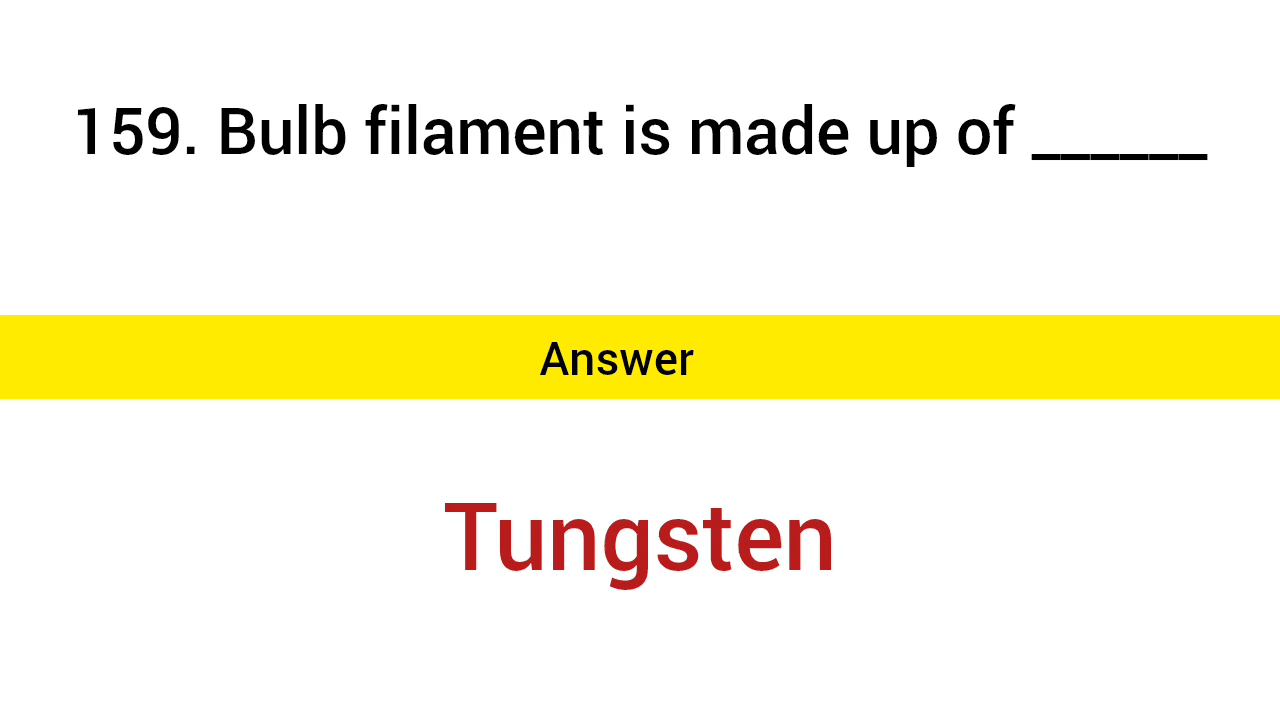 159. Bulb filament is made up of ______
Answer
Tungsten